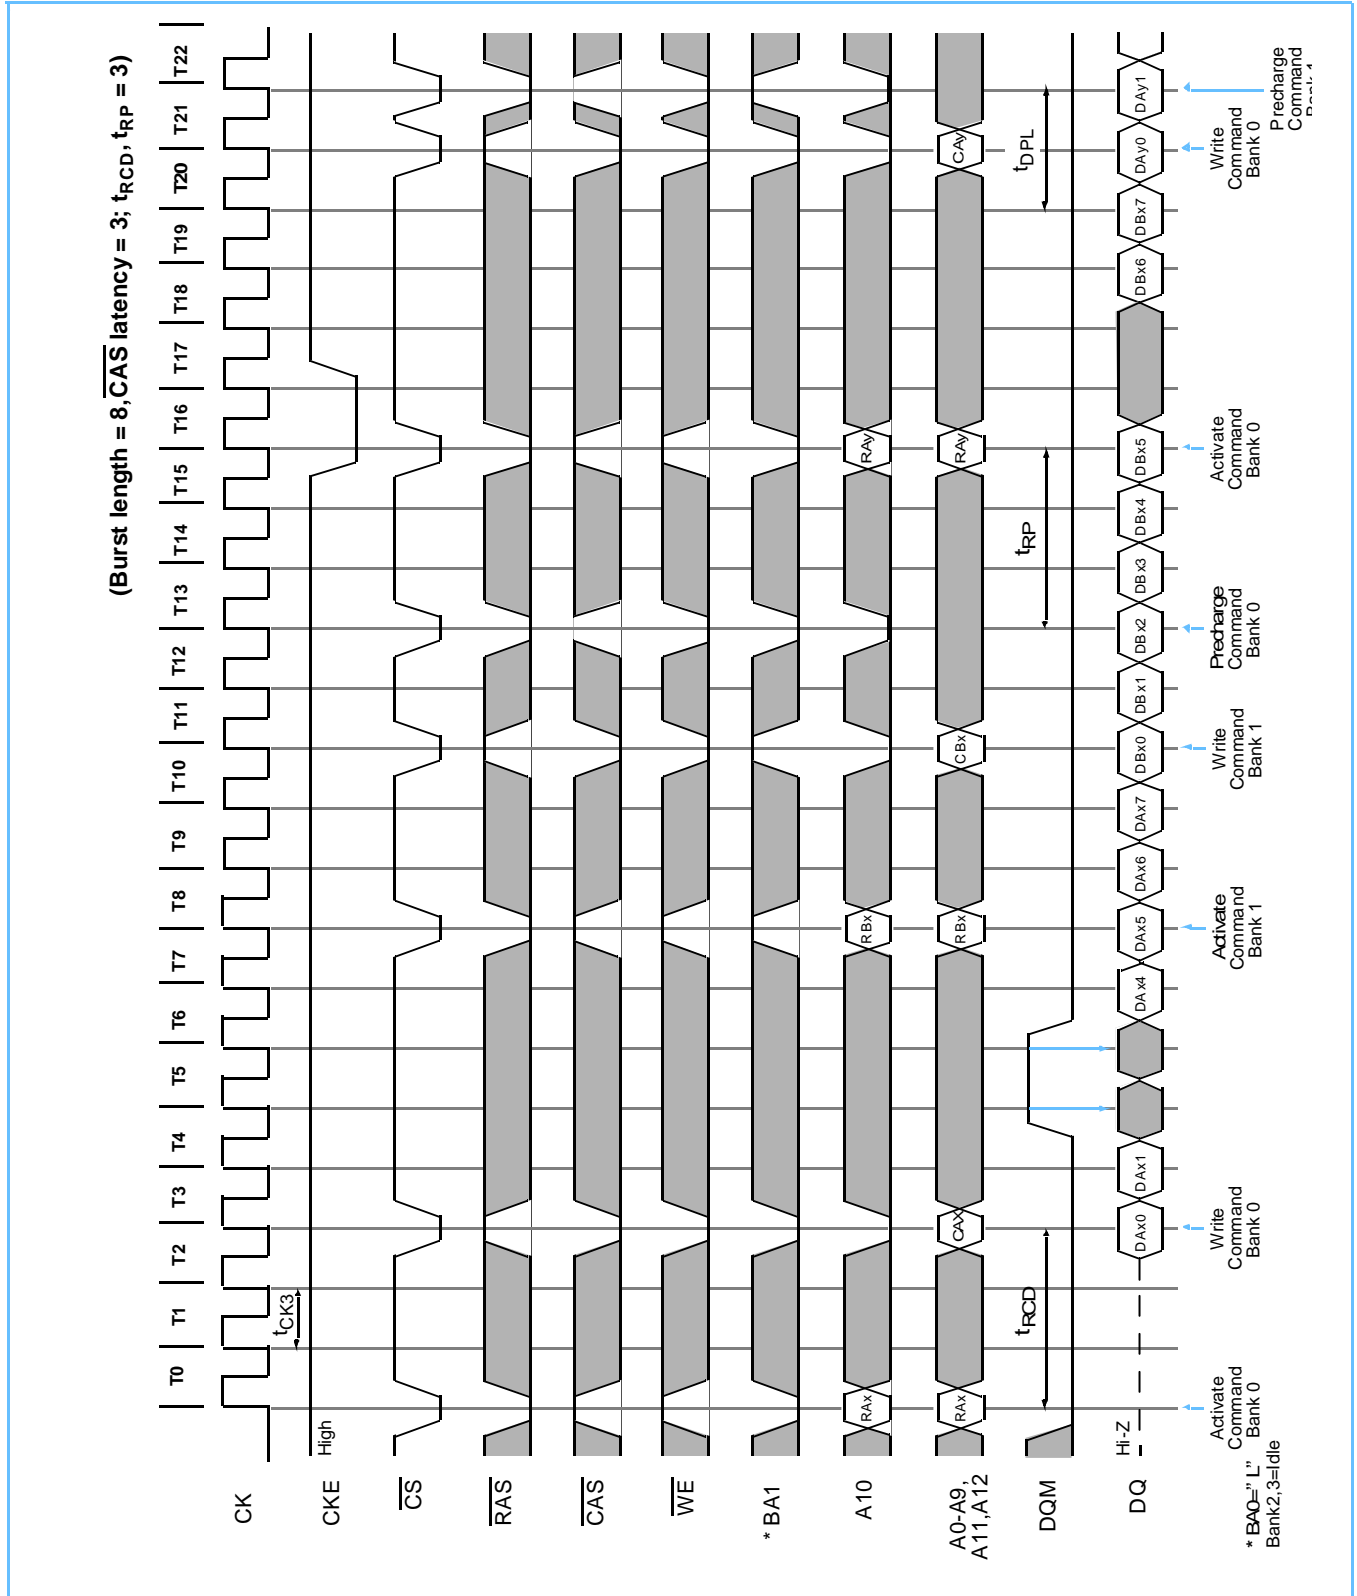 (Burst length = 8, CAS latency = 3; tRCD, tRP = 3)
T0 T1 T2 T3 T4 T5 T6 T7 T8 T9 T10 T11 T12 T13 T14 T15 T16 T17 T18 T19 T20 T21 T22
CK
tCK3
CKE
High
CS
RAS
CAS
WE
* BA1
A10
RAx RBx RAy
A0-A9,
A11,A12
RAx CAX RBx CBx RAy CAy
tRCD tRP tDPL
DQM
DQ
Hi-Z
DAx0 DAx1 DAx4 DAx5 DAx6 DAx7 DBx0 DBx1 DBx2 DBx3 DBx4 DBx5 DBx6 DBx7 DAy0 DAy1
Activate
Command
Bank 0
Write
Command
Bank 0
Activate
Command
Bank 1
Write
Command
Bank 1
Precharge
Command
Bank 0
Activate
Command
Bank 0
Write
Command
Bank 0
Precharge
Command
* BA0=" L"
Bank2,3=Idle